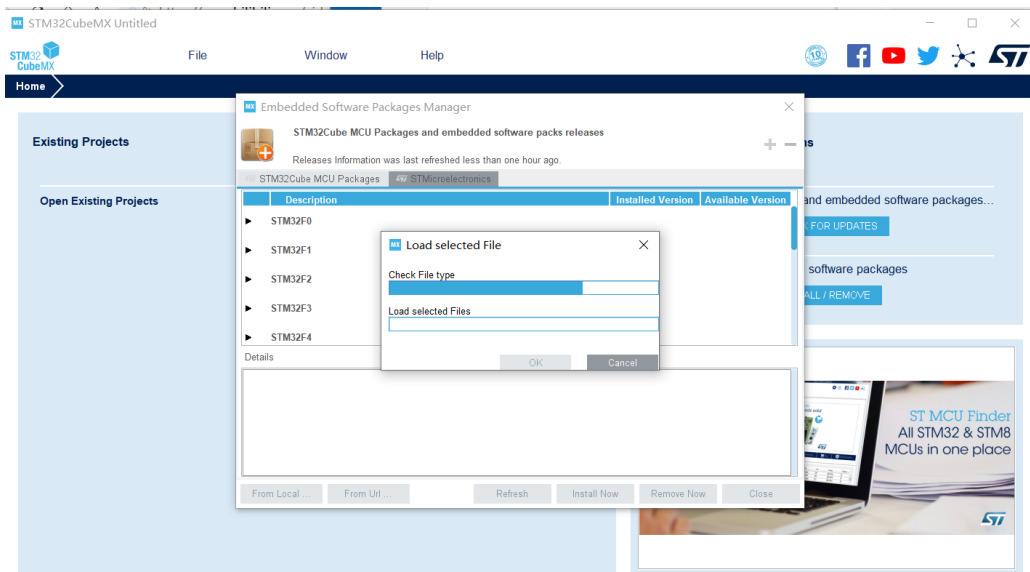 MX STM32CubeMX Untitled
STM32
CubeMX
File
Window
Help
10
Home
Existing Projects
Open Existing Projects
MX Embedded Software Packages Manager
STM32Cube MCU Packages and embedded software packs releases
Releases Information was last refreshed less than one hour ago.
STM32Cube MCU Packages
STMicroelectronics
Description
Installed Version
Available Version
STM32F0
STM32F1
STM32F2
STM32F3
STM32F4
MX Load selected File
Check File type
Load selected Files
OK
Cancel
Details
From Local ...
From Url ...
Refresh
Install Now
Remove Now
Close
and embedded software packages...
FOR UPDATES
software packages
ALL / REMOVE
ST MCU Finder
All STM32 & STM8
MCUs in one place